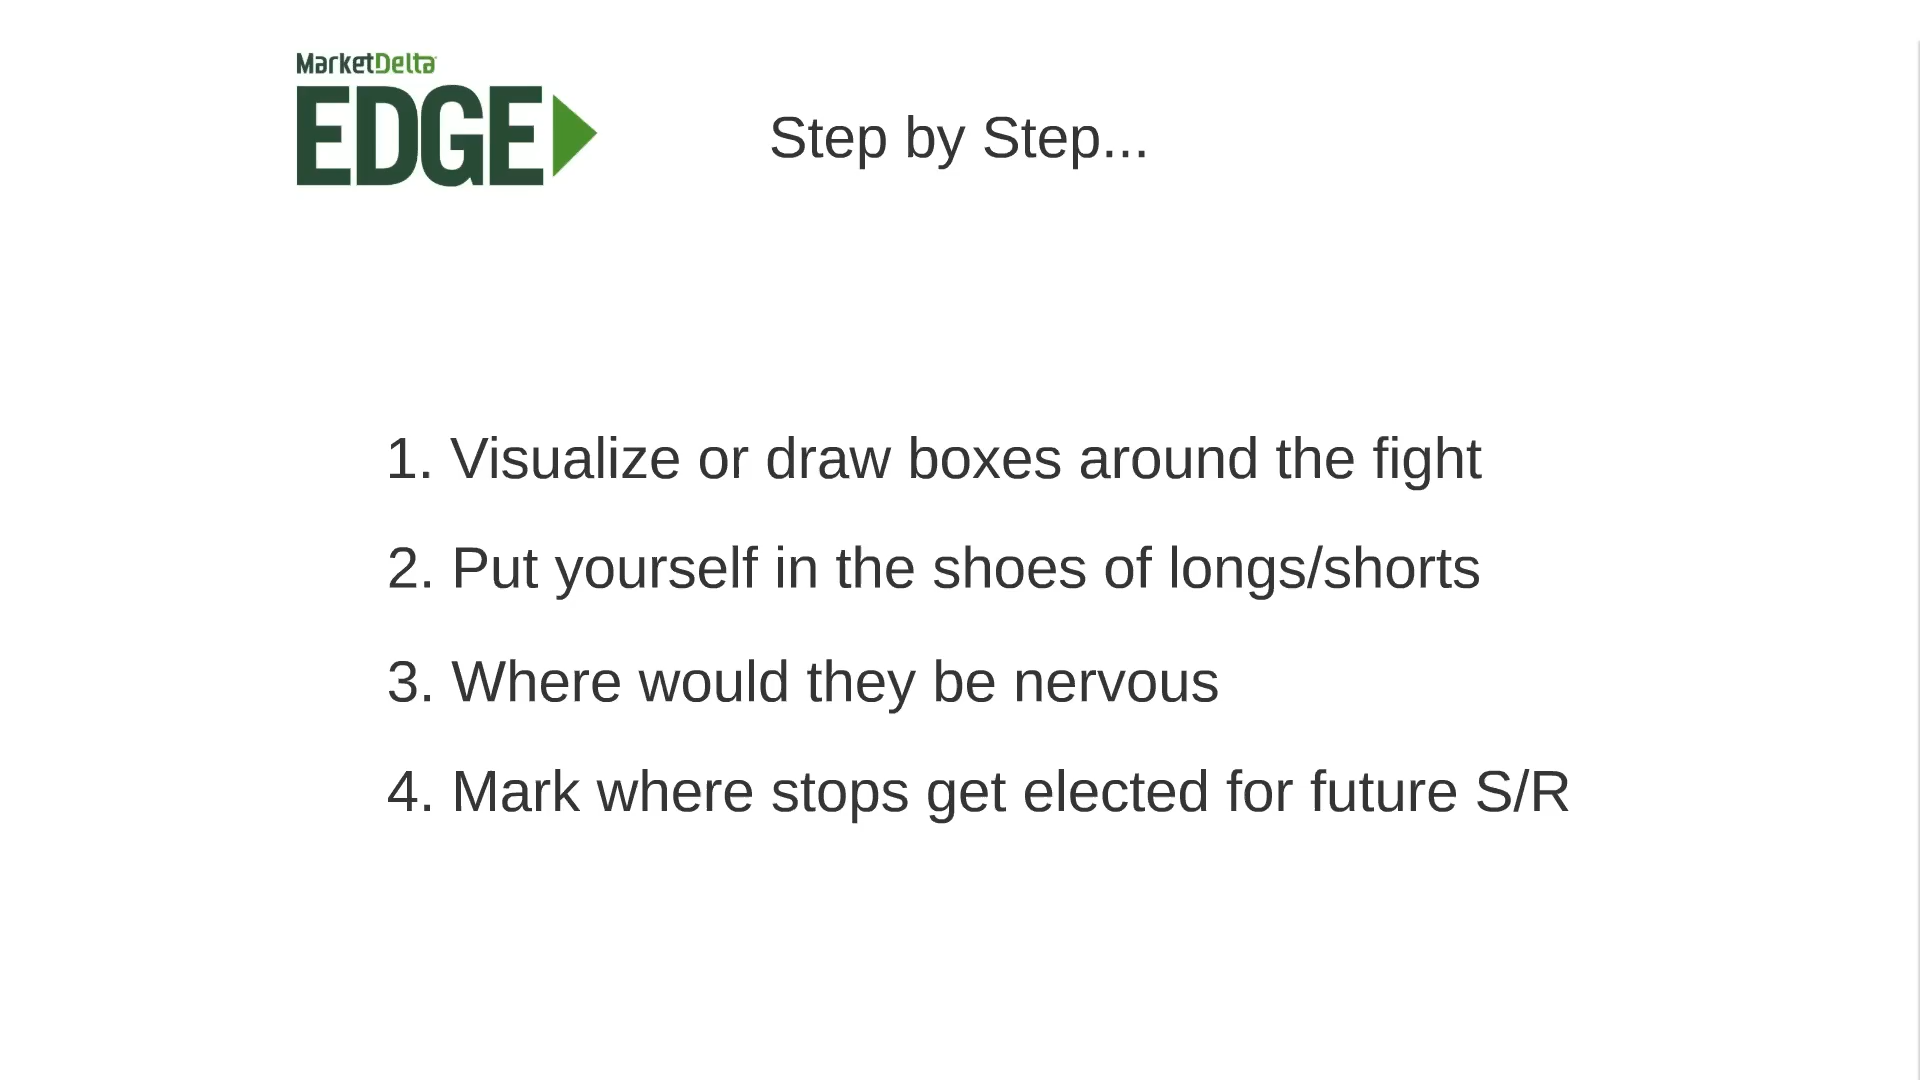 MarketDelta
EDGE
Step by Step...
1. Visualize or draw boxes around the fight
2. Put yourself in the shoes of longs/shorts
3. Where would they be nervous
4. Mark where stops get elected for future S/R